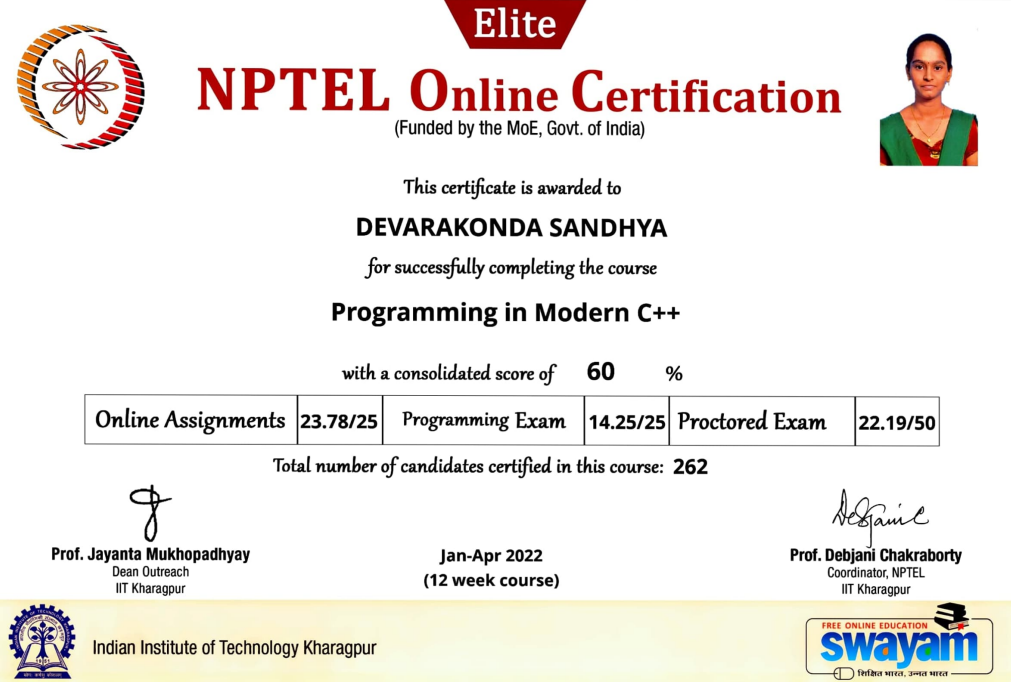 Elite
NPTEL Online Certification
(Funded by the MoE, Govt. of India)
This certificate is awarded to
DEVARAKONDA SANDHYA
for successfully completing the course
Programming in Modern C++
with a consolidated score of 60 %
Online Assignments 23.78/25 Programming Exam 14.25/25 Proctored Exam 22.19/50
Total number of candidates certified in this course: 262
Prof. Jayanta Mukhopadhyay
Dean Outreach
IIT Kharagpur
Jan-Apr 2022
(12 week course)
Prof. Debjani Chakraborty
Coordinator, NPTEL
IIT Kharagpur
Indian Institute of Technology Kharagpur
FREE ONLINE EDUCATION
swayam
शिक्षित भारत, उन्नत भारत